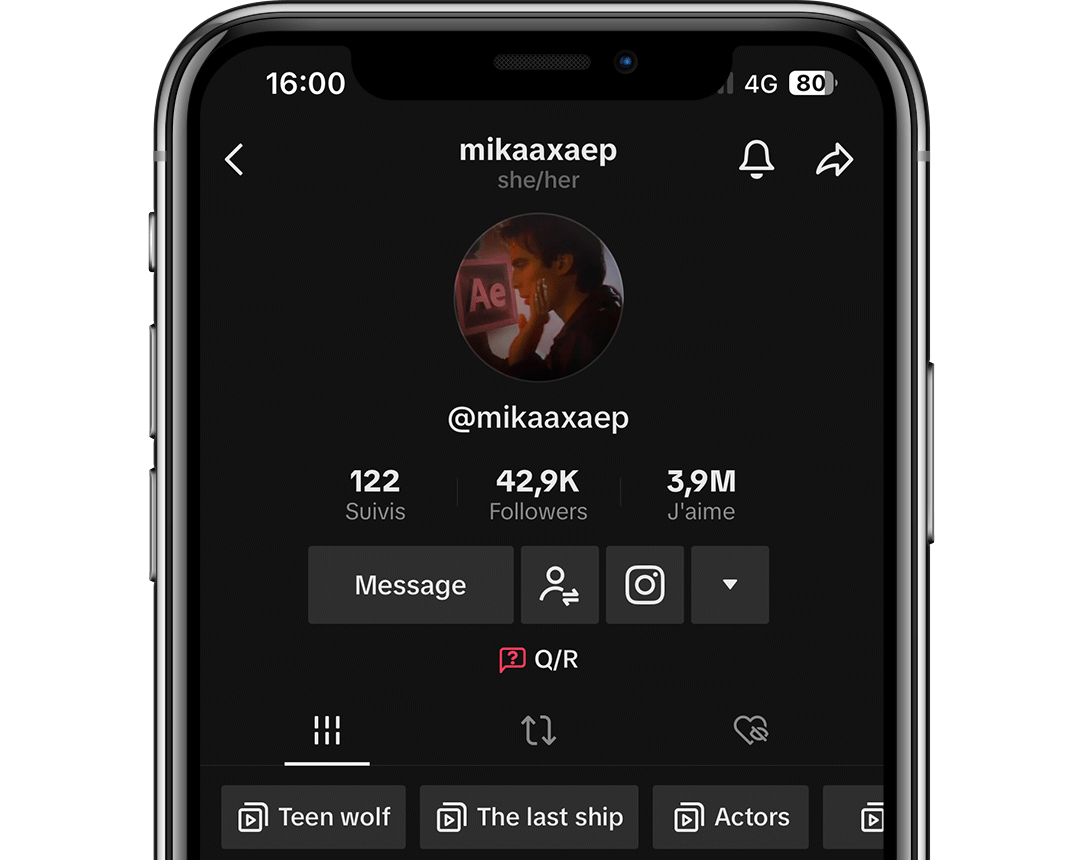 16:00 4G 80
mikaaxaep
she/her
Ae
@mikaaxaep
122 42,9K 3,9M
Suivis Followers J'aime
Message
Q/R
Teen wolf The last ship Actors